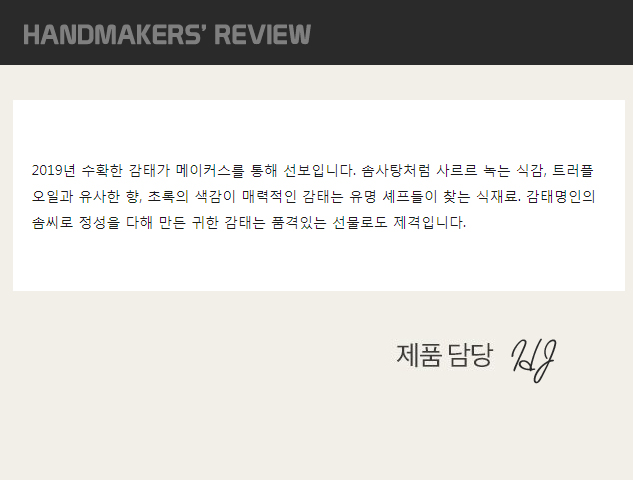 HANDMAKERS’ REVIEW
2019년 수확한 감태가 메이커스를 통해 선보입니다. 솜사탕처럼 사르르 녹는 식감, 트러플
오일과 유사한 향, 초록의 색감이 매력적인 감태는 유명 셰프들이 찾는 식재료. 감태명인의
솜씨로 정성을 다해 만든 귀한 감태는 품격있는 선물로도 제격입니다.
제품 담당 HJ